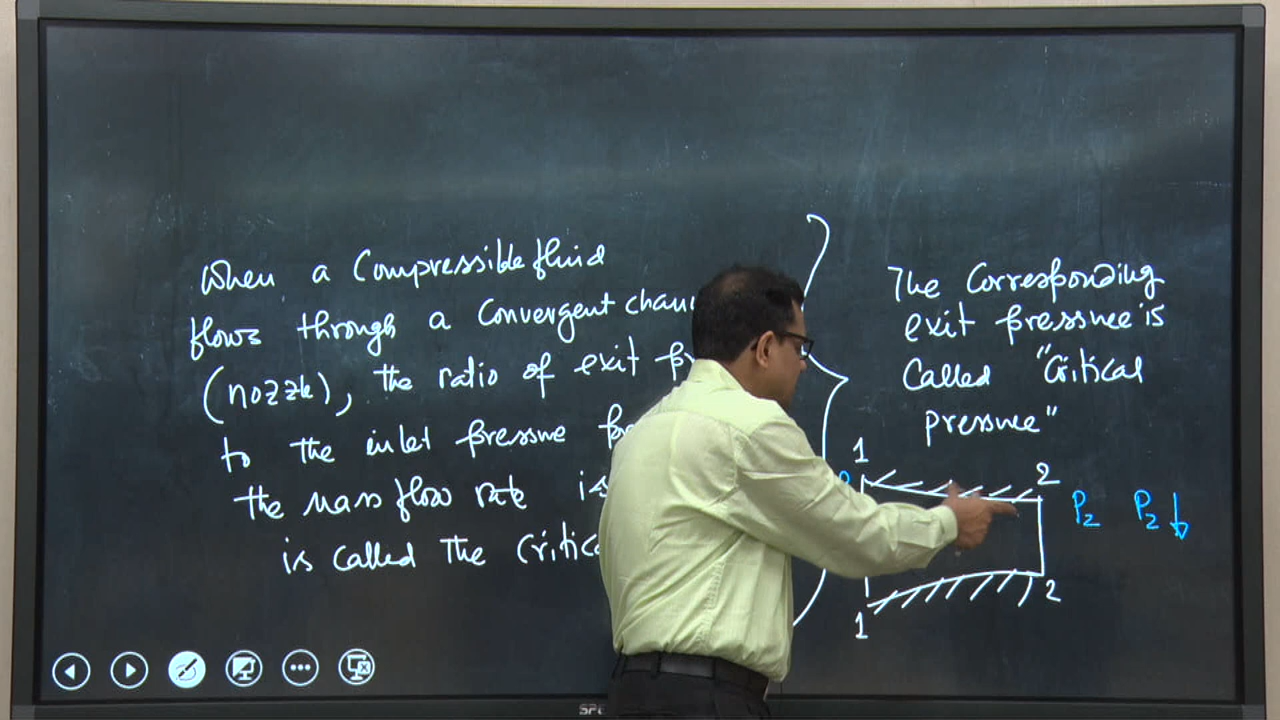 When a Compressible fluid
flows through a Convergent chan
(nozzle), the ratio of exit
to the inlet pressure
the mass flow rate is
is called the Critic
The Corresponding
exit pressure is
Called "Critical
pressure"
1
2
P2 P2
2
1